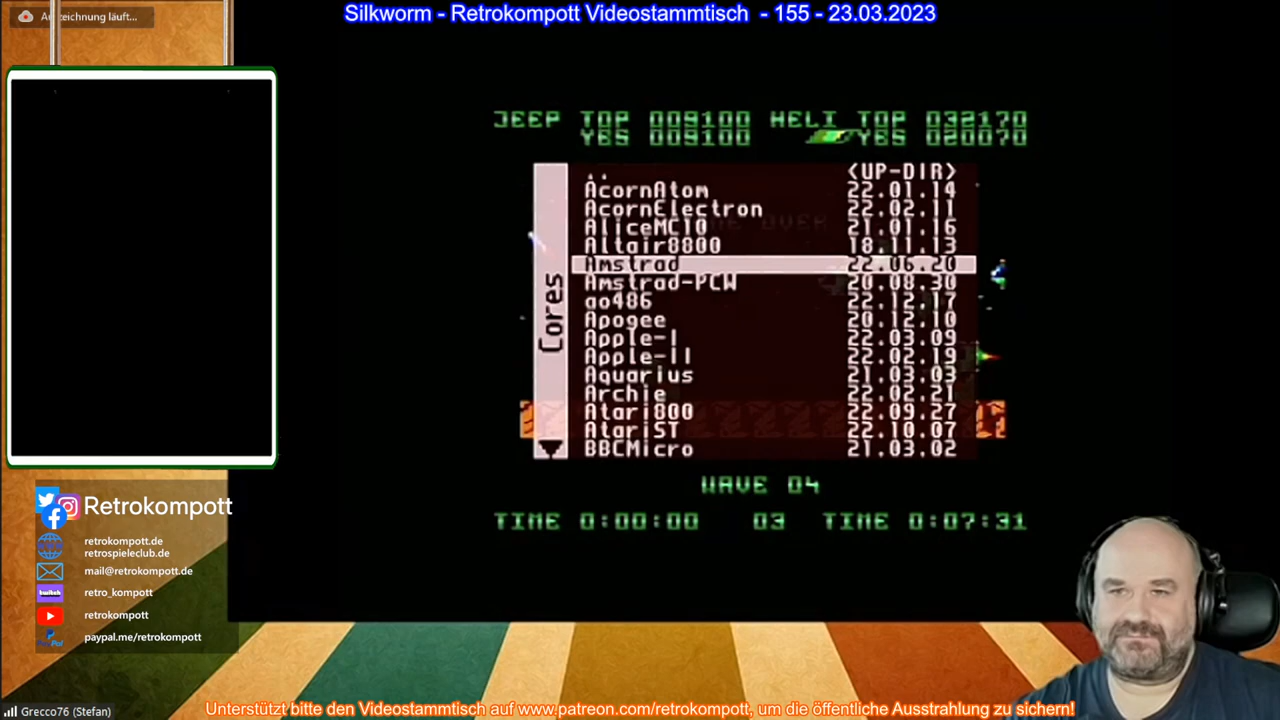 Silkworm - Retrokompott Videostammtisch - 155 - 23.03.2023
JEEP TOP 009100 HELI TOP 032170
YBS 009100 YBS 020070
Cores
.. <UP-DIR>
AcornAtom 22.01.14
AcornElectron 22.02.11
AliceMC10 21.01.16
Altair8800 18.11.13
Amstrad 22.06.20
Amstrad-PCW 20.08.30
ao486 22.12.17
Apogee 20.12.10
Apple-I 22.03.09
Apple-II 22.02.19
Aquarius 21.03.03
Archie 22.02.21
Atari800 22.09.27
AtariST 22.10.07
BBCMicro 21.03.02
WAVE 04
TIME 0:00:00 03 TIME 0:07:31
Retrokompott
retrokompott.de
retrospieleclub.de
mail@retrokompott.de
twitch
retro_kompott
retrokompott
PayPal
paypal.me/retrokompott
Grecco76 (Stefan)
Unterstützt bitte den Videostammtisch auf www.patreon.com/retrokompott, um die öffentliche Ausstrahlung zu sichern!